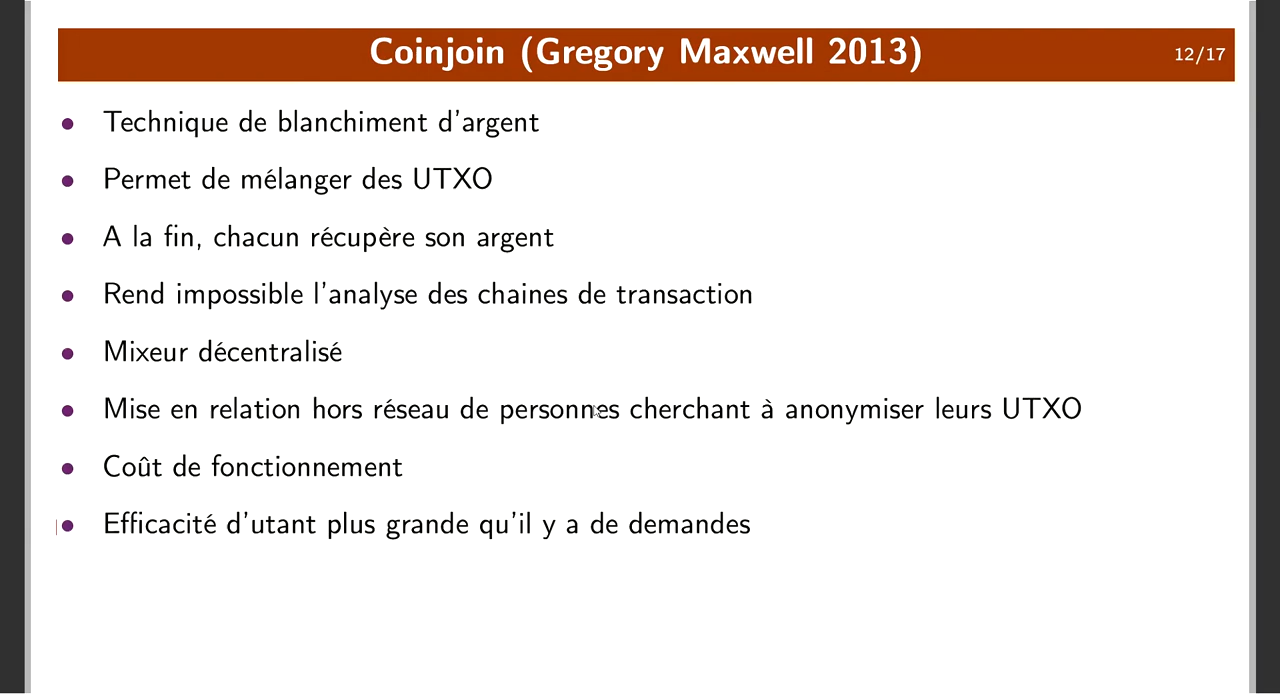 Coinjoin (Gregory Maxwell 2013)
12/17
Technique de blanchiment d'argent
Permet de mélanger des UTXO
A la fin, chacun récupère son argent
Rend impossible l'analyse des chaines de transaction
Mixeur décentralisé
Mise en relation hors réseau de personnes cherchant à anonymiser leurs UTXO
Coût de fonctionnement
Efficacité d'utant plus grande qu'il y a de demandes